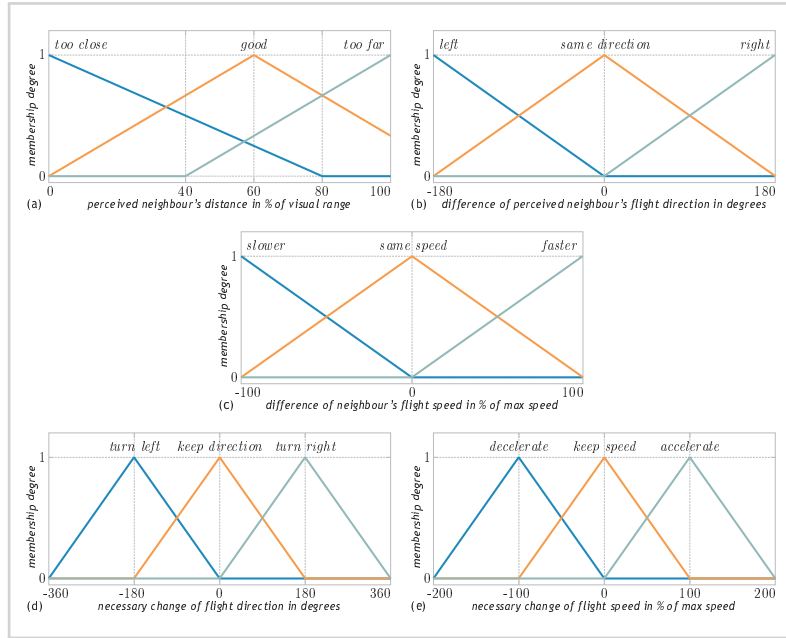 too close good too far
1
membership degree
0
0 40 60 80 100
(a) perceived neighbour's distance in % of visual range
left same direction right
1
membership degree
0
-180 0 180
(b) difference of perceived neighbour's flight direction in degrees
slower same speed faster
1
membership degree
0
-100 0 100
(c) difference of neighbour's flight speed in % of max speed
turn left keep direction turn right
1
membership degree
0
-360 -180 0 180 360
(d) necessary change of flight direction in degrees
decelerate keep speed accelerate
1
membership degree
0
-200 -100 0 100 200
(e) necessary change of flight speed in % of max speed